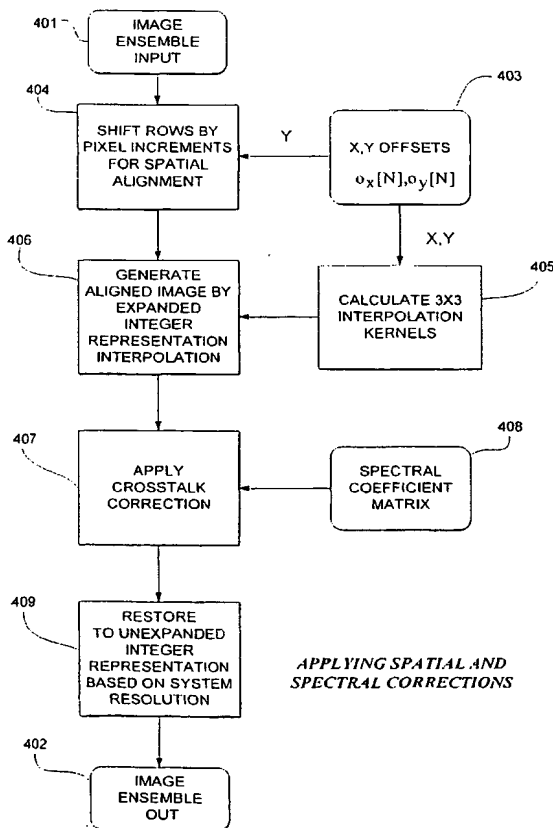 401
IMAGE
ENSEMBLE
INPUT
404
SHIFT ROWS BY
PIXEL INCREMENTS
FOR SPATIAL
ALIGNMENT
Y
403
X,Y OFFSETS
o_x[N],o_y[N]
X,Y
406
GENERATE
ALIGNED IMAGE BY
EXPANDED
INTEGER
REPRESENTATION
INTERPOLATION
405
CALCULATE 3X3
INTERPOLATION
KERNELS
407
APPLY
CROSSTALK
CORRECTION
408
SPECTRAL
COEFFICIENT
MATRIX
409
RESTORE
TO UNEXPANDED
INTEGER
REPRESENTATION
BASED ON SYSTEM
RESOLUTION
APPLYING SPATIAL AND
SPECTRAL CORRECTIONS
402
IMAGE
ENSEMBLE
OUT